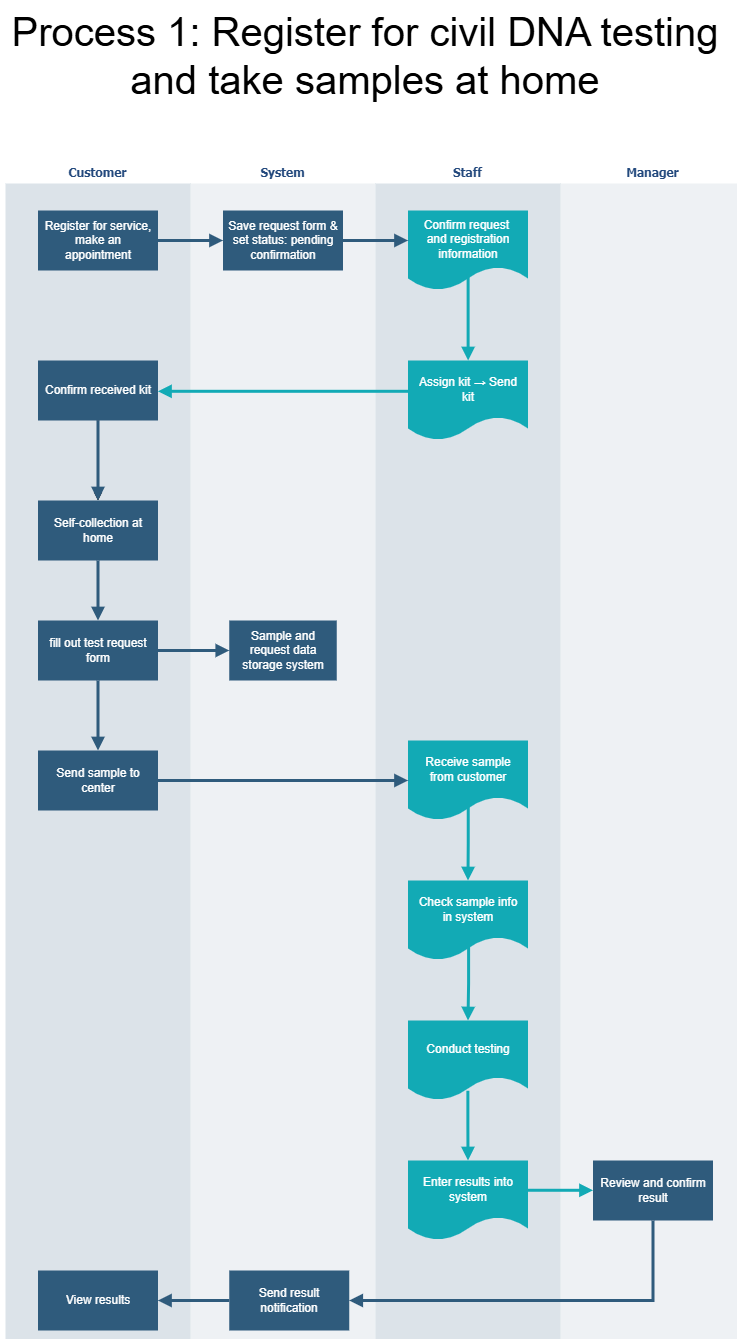 Process 1: Register for civil DNA testing
and take samples at home
Customer
System
Staff
Manager
Register for service,
make an
appointment
Save request form &
set status: pending
confirmation
Confirm request
and registration
information
Confirm received kit
Assign kit → Send
kit
Self-collection at
home
fill out test request
form
Sample and
request data
storage system
Send sample to
center
Receive sample
from customer
Check sample info
in system
Conduct testing
Enter results into
system
Review and confirm
result
View results
Send result
notification